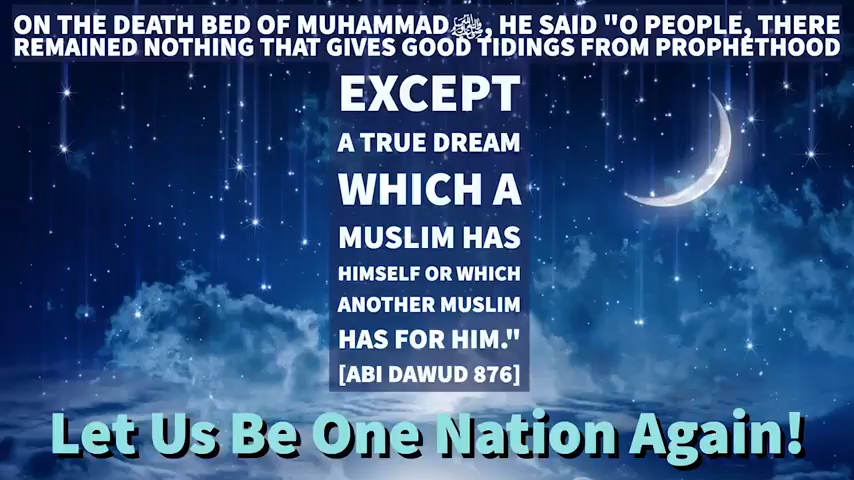 ON THE DEATH BED OF MUHAMMADﷺ, HE SAID "O PEOPLE, THERE
REMAINED NOTHING THAT GIVES GOOD TIDINGS FROM PROPHETHOOD
EXCEPT
A TRUE DREAM
WHICH A
MUSLIM HAS
HIMSELF OR WHICH
ANOTHER MUSLIM
HAS FOR HIM."
[ABI DAWUD 876]
Let Us Be One Nation Again!